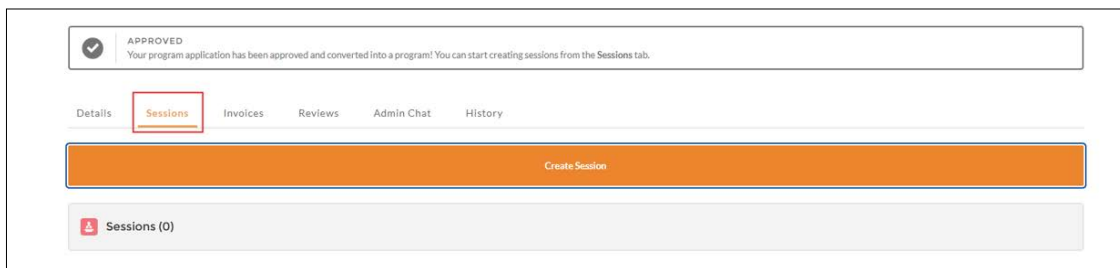 APPROVED
Your program application has been approved and converted into a program! You can start creating sessions from the Sessions tab.
Details Sessions Invoices Reviews Admin Chat History
Create Session
Sessions (0)